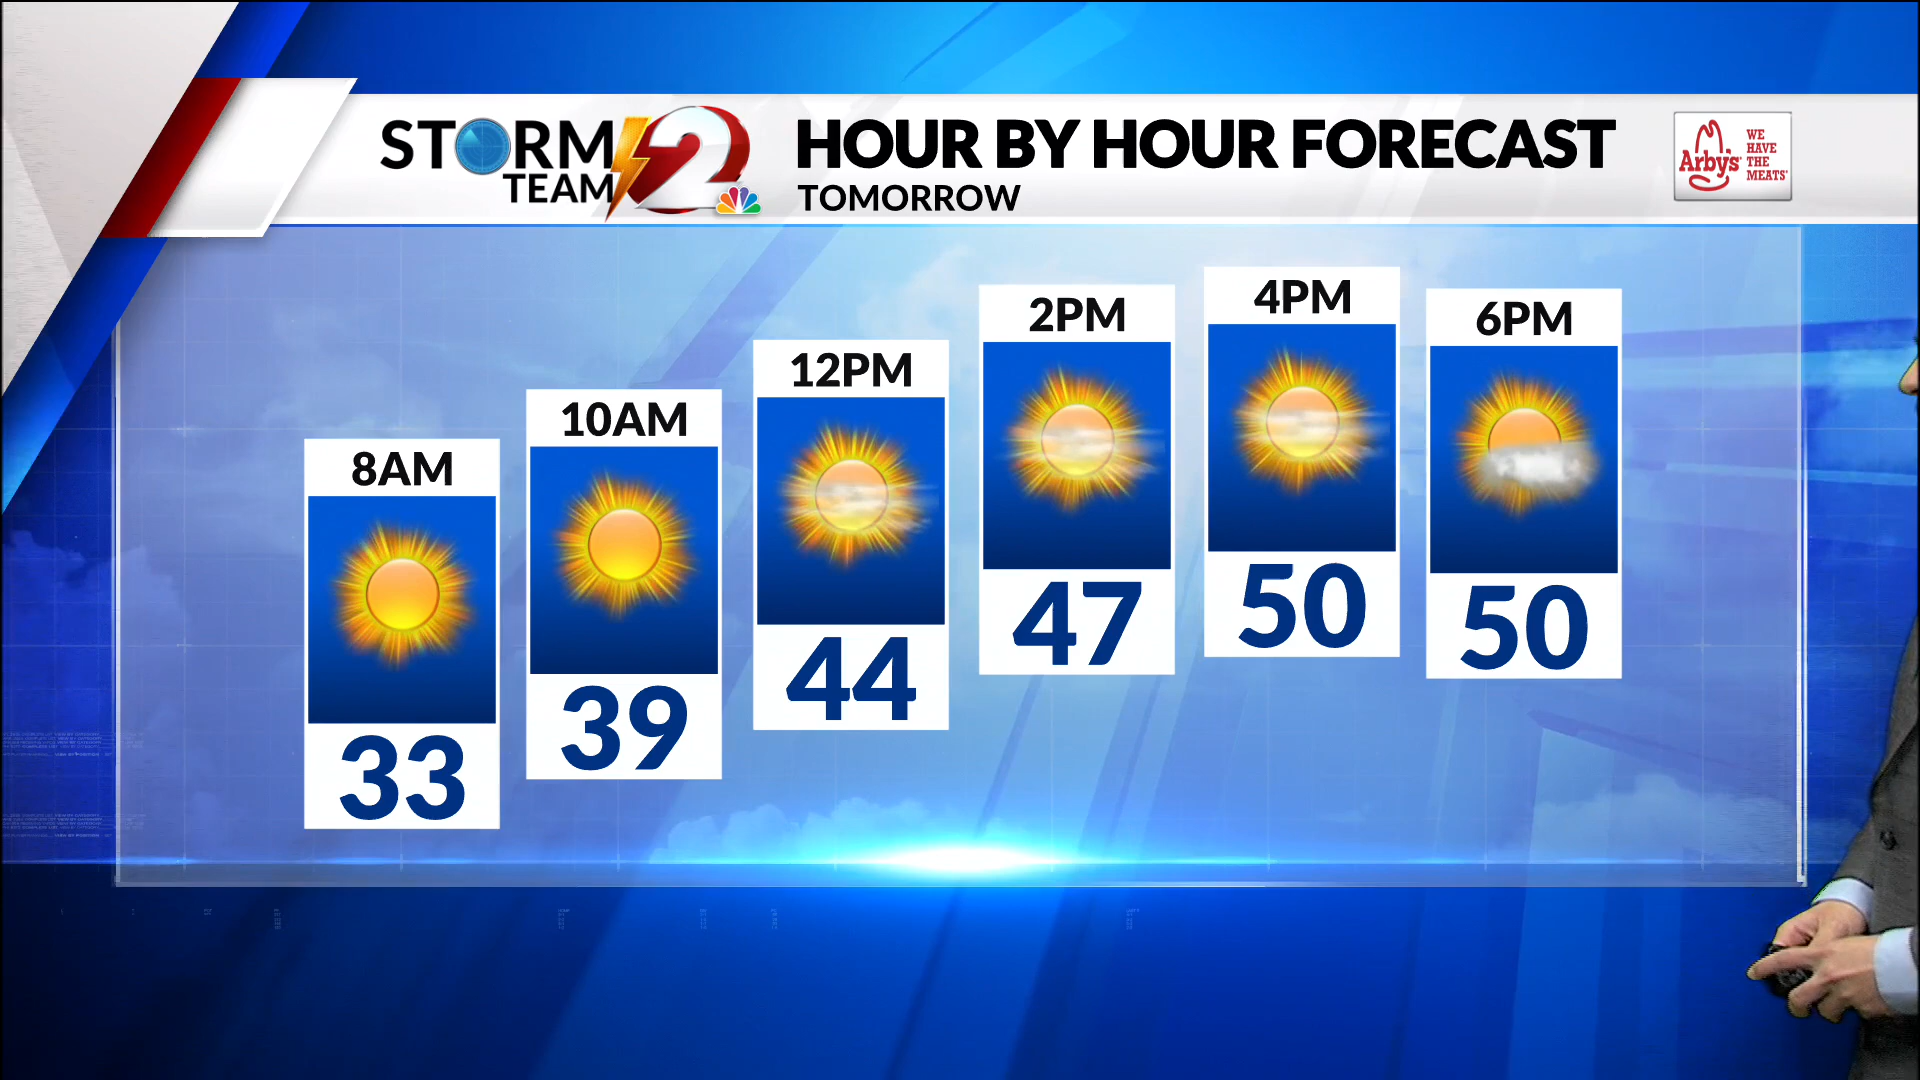 STORM
TEAM
2
HOUR BY HOUR FORECAST
TOMORROW
Arby's
WE
HAVE
THE
MEATS
8AM
33
10AM
39
12PM
44
2PM
47
4PM
50
6PM
50